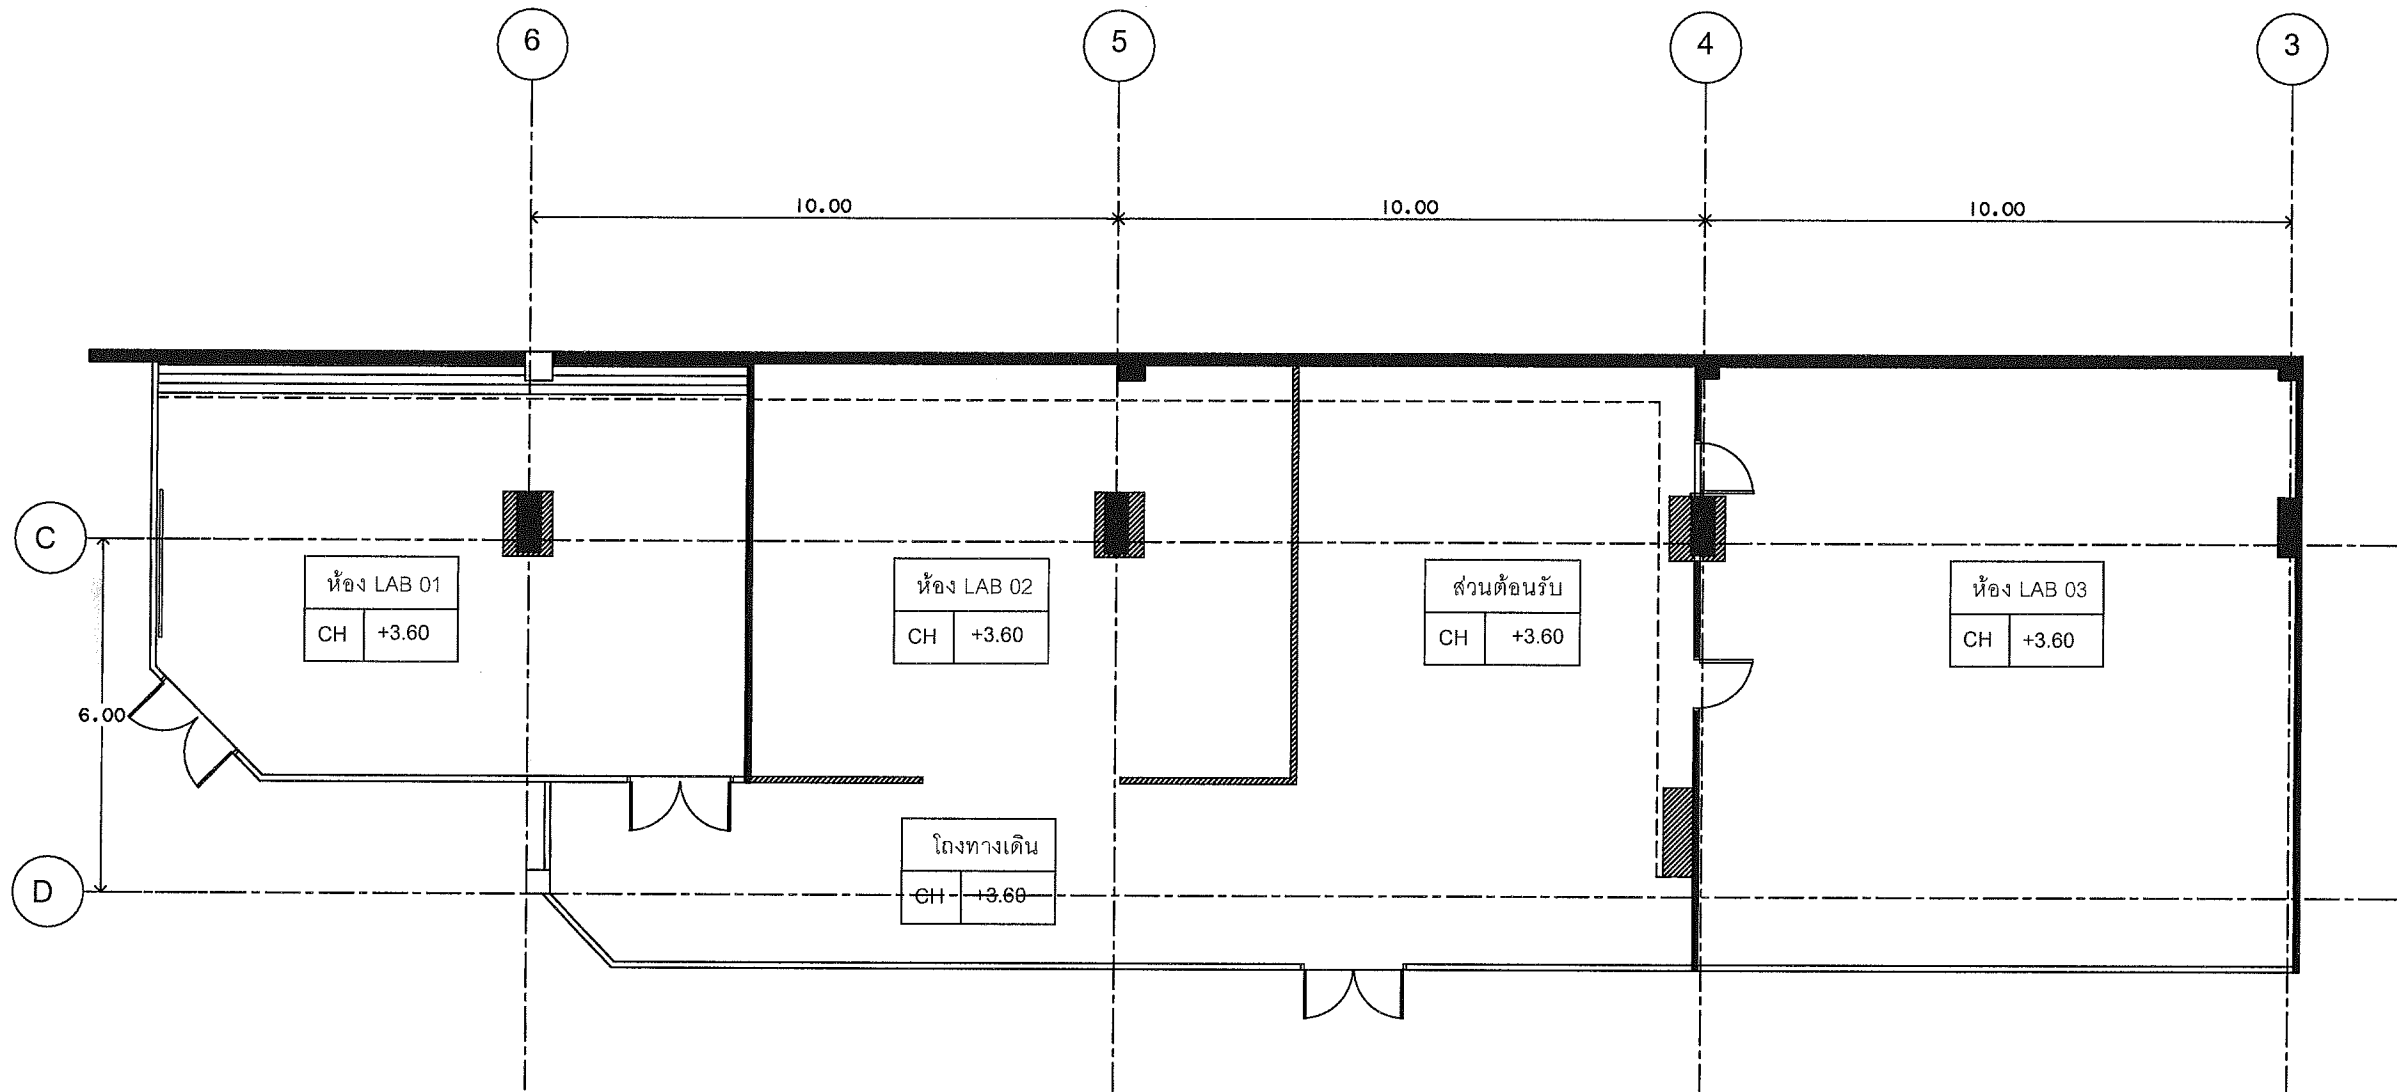 6
5
4
3
10.00
10.00
10.00
C
ห้อง LAB 01
CH +3.60
ห้อง LAB 02
CH +3.60
ส่วนต้อนรับ
CH +3.60
ห้อง LAB 03
CH +3.60
6.00
โถงทางเดิน
CH +3.60
D